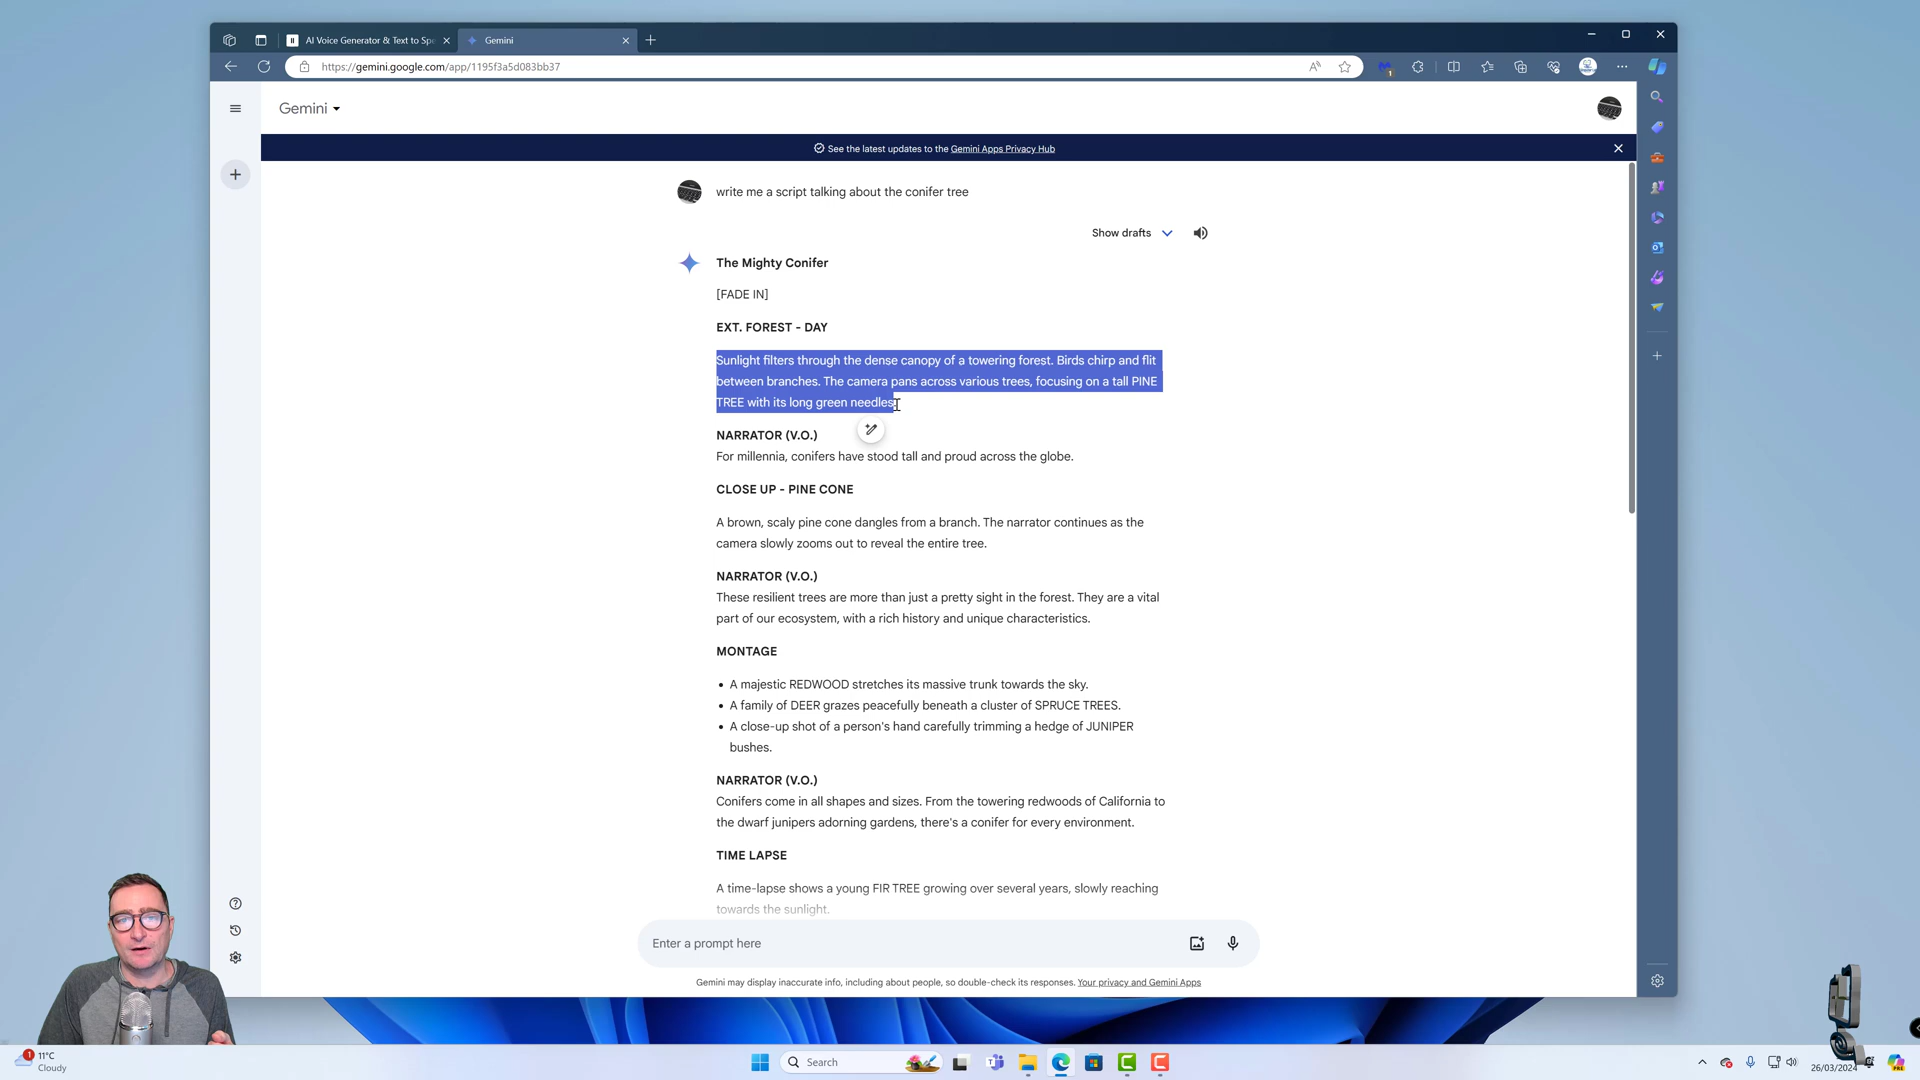 AI Voice Generator & Text to Spe
Gemini
https://gemini.google.com/app/1195f3a5d083bb37
1
Gemini
See the latest updates to the Gemini Apps Privacy Hub
write me a script talking about the conifer tree
Show drafts
The Mighty Conifer
[FADE IN]
EXT. FOREST - DAY
Sunlight filters through the dense canopy of a towering forest. Birds chirp and flit
between branches. The camera pans across various trees, focusing on a tall PINE
TREE with its long green needles.
NARRATOR (V.O.)
For millennia, conifers have stood tall and proud across the globe.
CLOSE UP - PINE CONE
A brown, scaly pine cone dangles from a branch. The narrator continues as the
camera slowly zooms out to reveal the entire tree.
NARRATOR (V.O.)
These resilient trees are more than just a pretty sight in the forest. They are a vital
part of our ecosystem, with a rich history and unique characteristics.
MONTAGE
• A majestic REDWOOD stretches its massive trunk towards the sky.
• A family of DEER grazes peacefully beneath a cluster of SPRUCE TREES.
• A close-up shot of a person's hand carefully trimming a hedge of JUNIPER
bushes.
NARRATOR (V.O.)
Conifers come in all shapes and sizes. From the towering redwoods of California to
the dwarf junipers adorning gardens, there's a conifer for every environment.
TIME LAPSE
A time-lapse shows a young FIR TREE growing over several years, slowly reaching
towards the sunlight.
Enter a prompt here
Gemini may display inaccurate info, including about people, so double-check its responses. Your privacy and Gemini Apps
1
11°C
Cloudy
Search
26/03/2024
PRE